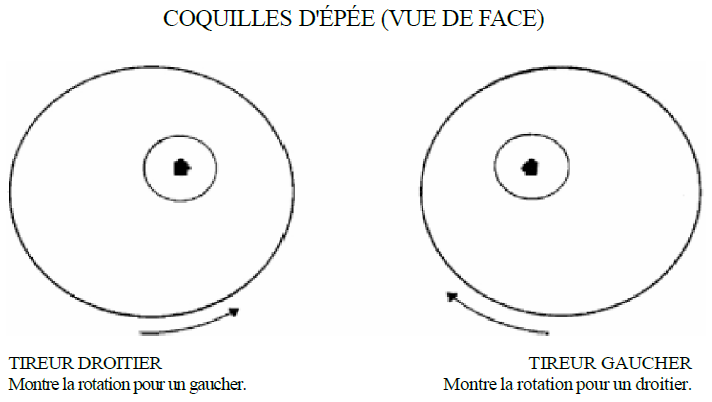 COQUILLES D'ÉPÉE (VUE DE FACE)
TIREUR DROITIER
Montre la rotation pour un gaucher.
TIREUR GAUCHER
Montre la rotation pour un droitier.